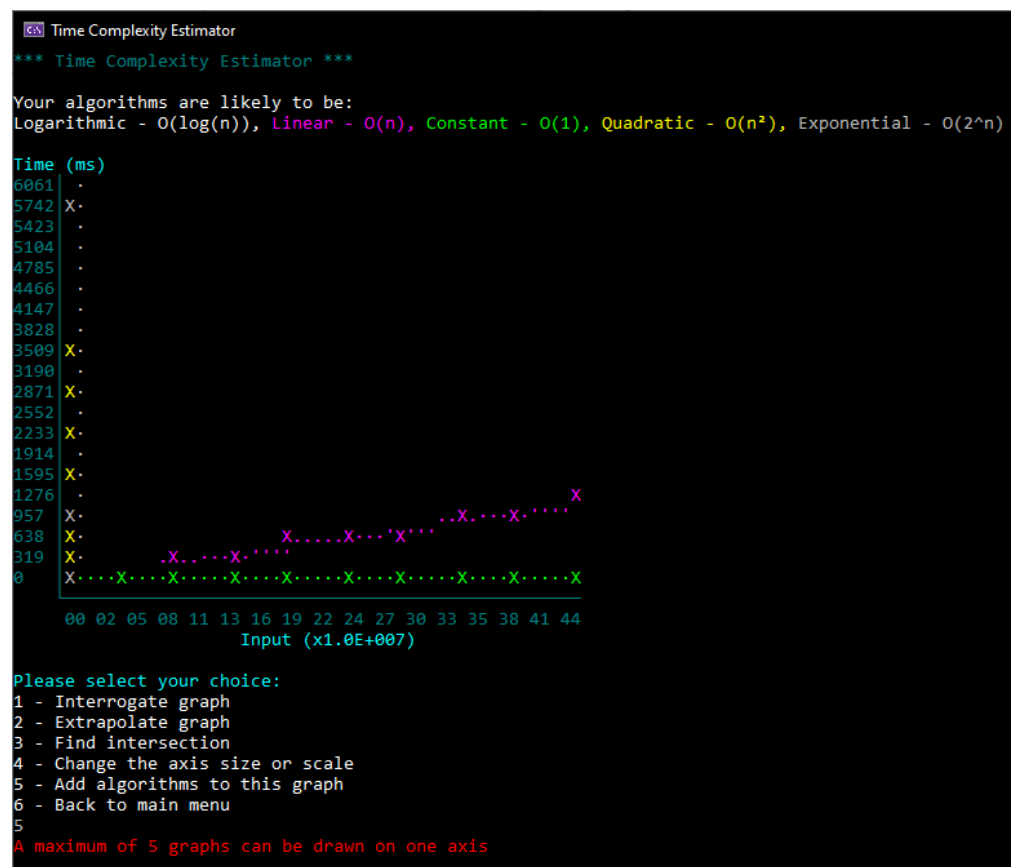 Time Complexity Estimator
*** Time Complexity Estimator ***
Your algorithms are likely to be:
Logarithmic - O(log(n)), Linear - O(n), Constant - O(1), Quadratic - O(n²), Exponential - O(2^n)
Time (ms)
6061
5742
5423
5104
4785
4466
4147
3828
3509
3190
2871
2552
2233
1914
1595
1276
957
638
319
0
00 02 05 08 11 13 16 19 22 24 27 30 33 35 38 41 44
Input (x1.0E+007)
Please select your choice:
1 - Interrogate graph
2 - Extrapolate graph
3 - Find intersection
4 - Change the axis size or scale
5 - Add algorithms to this graph
6 - Back to main menu
5
A maximum of 5 graphs can be drawn on one axis